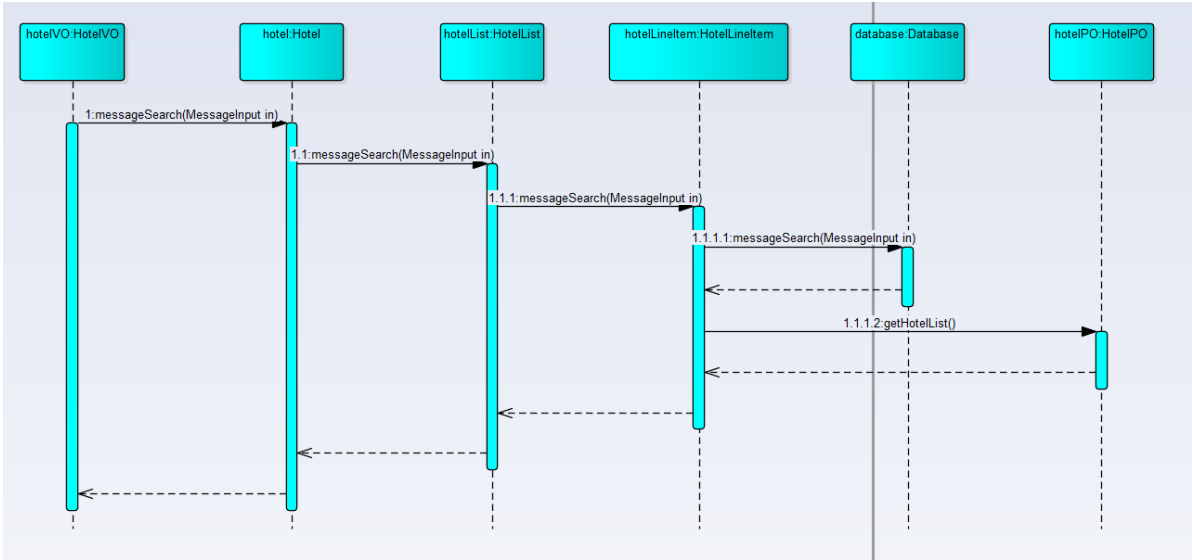 hotelVO:HotelVO
hotel:Hotel
hotelList:HotelList
hotelLineItem:HotelLineItem
database:Database
hotelPO:HotelPO
1:messageSearch(MessageInput in)
1.1:messageSearch(MessageInput in)
1.1.1:messageSearch(MessageInput in)
1.1.1.1:messageSearch(MessageInput in)
1.1.1.2:getHotelList()